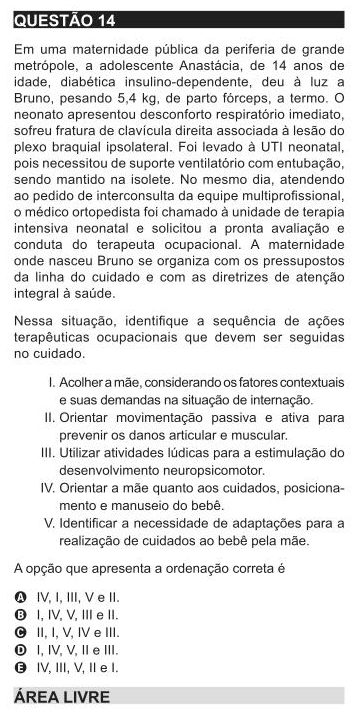 QUESTÃO 14
Em uma maternidade pública da periferia de grande
metrópole, a adolescente Anastácia, de 14 anos de
idade, diabética insulino-dependente, deu à luz a
Bruno, pesando 5,4 kg, de parto fórceps, a termo. O
neonato apresentou desconforto respiratório imediato,
sofreu fratura de clavícula direita associada à lesão do
plexo braquial ipsolateral. Foi levado à UTI neonatal,
pois necessitou de suporte ventilatório com entubação,
sendo mantido na isolete. No mesmo dia, atendendo
ao pedido de interconsulta da equipe multiprofissional,
o médico ortopedista foi chamado à unidade de terapia
intensiva neonatal e solicitou a pronta avaliação e
conduta do terapeuta ocupacional. A maternidade
onde nasceu Bruno se organiza com os pressupostos
da linha do cuidado e com as diretrizes de atenção
integral à saúde.
Nessa situação, identifique a sequência de ações
terapêuticas ocupacionais que devem ser seguidas
no cuidado.
I. Acolher a mãe, considerando os fatores contextuais
e suas demandas na situação de internação.
II. Orientar movimentação passiva e ativa para
prevenir os danos articular e muscular.
III. Utilizar atividades lúdicas para a estimulação do
desenvolvimento neuropsicomotor.
IV. Orientar a mãe quanto aos cuidados, posiciona-
mento e manuseio do bebê.
V. Identificar a necessidade de adaptações para a
realização de cuidados ao bebê pela mãe.
A opção que apresenta a ordenação correta é
A IV, I, III, V e II.
B I, IV, V, III e II.
C II, I, V, IV e III.
D I, IV, V, II e III.
E IV, III, V, II e I.
ÁREA LIVRE